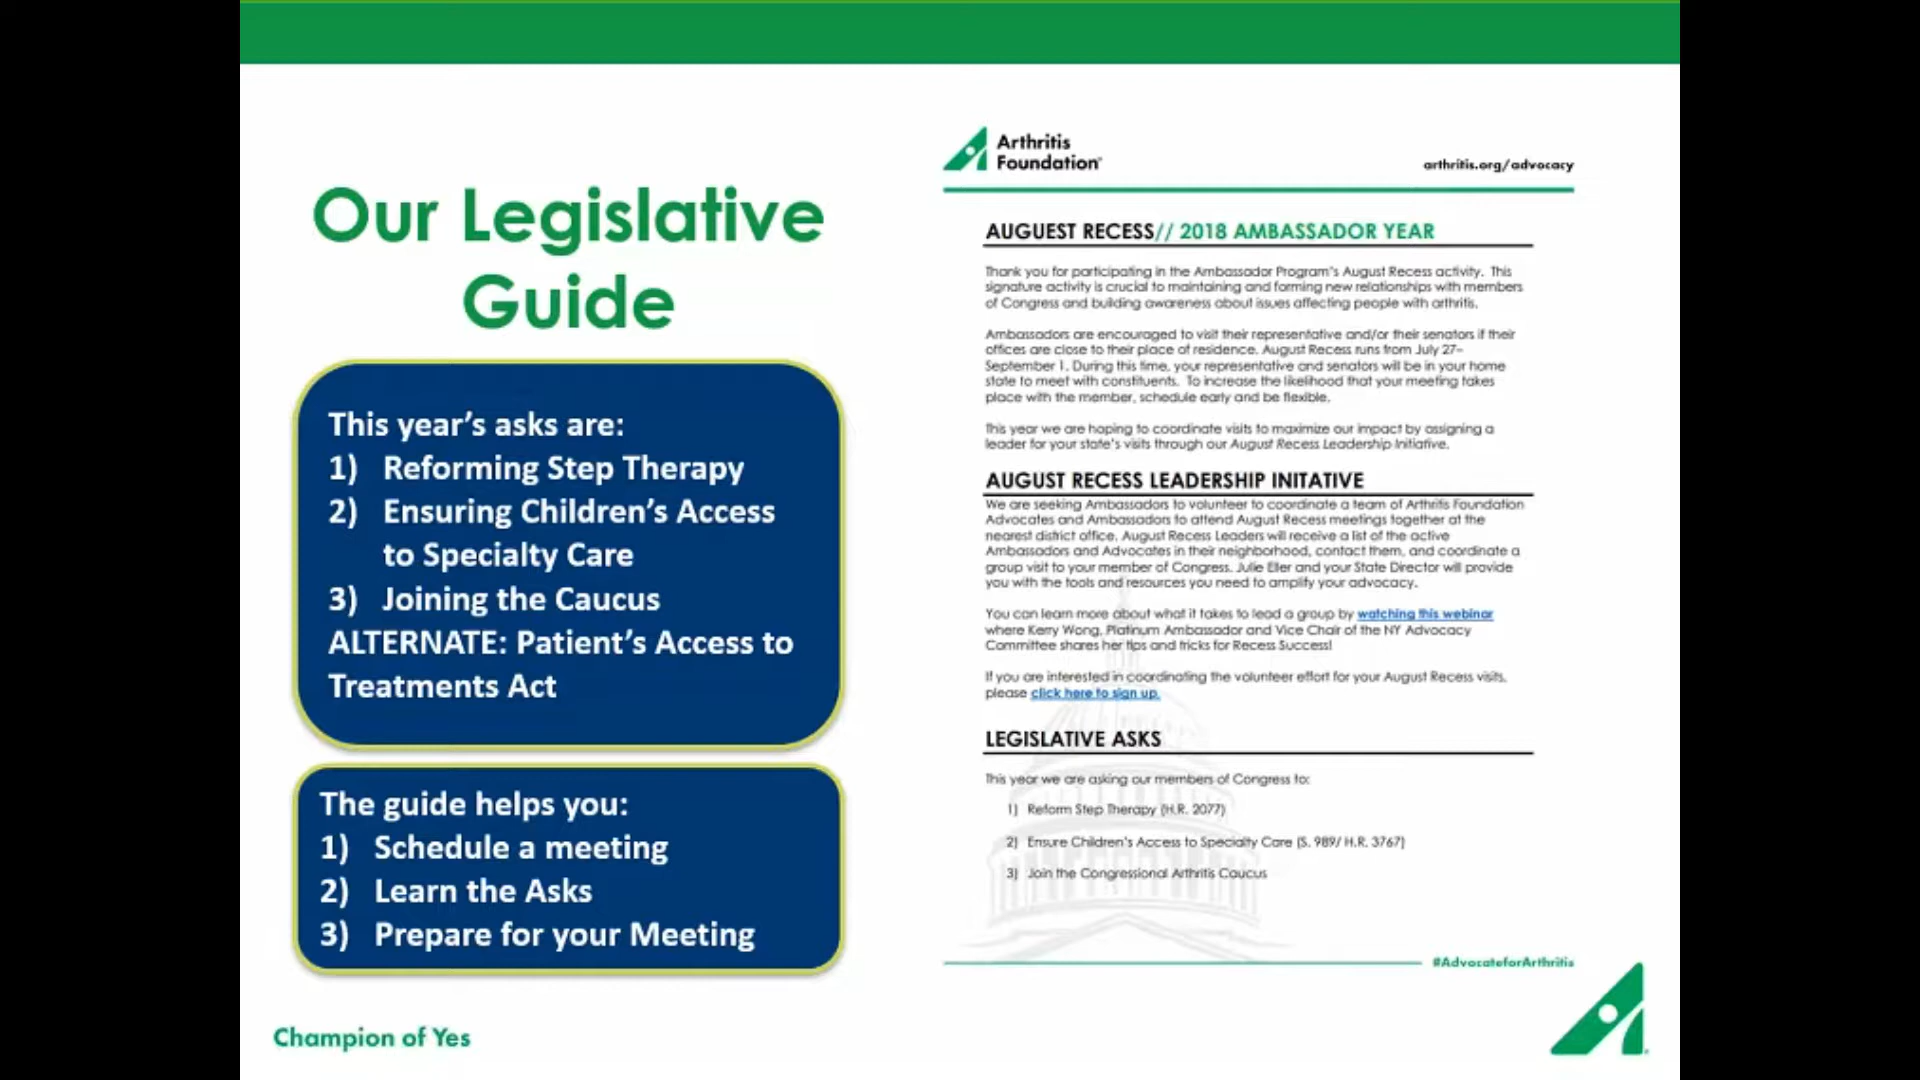 Our Legislative
Guide
This year's asks are:
1) Reforming Step Therapy
2) Ensuring Children's Access
to Specialty Care
3) Joining the Caucus
ALTERNATE: Patient's Access to
Treatments Act
The guide helps you:
1) Schedule a meeting
2) Learn the Asks
3) Prepare for your Meeting
Champion of Yes
Arthritis
Foundation
arthritis.org/advocacy
AUGUEST RECESS// 2018 AMBASSADOR YEAR
Thank you for participating in the Ambassador Program's August Recess activity. This
signature activity is crucial to maintaining and forming new relationships with members
of Congress and building awareness about issues affecting people with arthritis.
Ambassadors are encouraged to visit their representative and/or their senators if their
offices are close to their place of residence. August Recess runs from July 27–
September 1. During this time, your representative and senators will be in your home
state to meet with constituents. To increase the likelihood that your meeting takes
place with the member, schedule early and be flexible.
This year we are hoping to coordinate visits to maximize our impact by assigning a
leader for your state's visits through our August Recess Leadership Initiative.
AUGUST RECESS LEADERSHIP INITATIVE
We are seeking Ambassadors to volunteer to coordinate a team of Arthritis Foundation
Advocates and Ambassadors to attend August Recess meetings together at the
nearest district office. August Recess Leaders will receive a list of the active
Ambassadors and Advocates in their neighborhood, contact them, and coordinate a
group visit to your member of Congress. Julie Eller and your State Director will provide
you with the tools and resources you need to amplify your advocacy.
You can learn more about what it takes to lead a group by watching this webinar
where Kerry Wong, Platinum Ambassador and Vice Chair of the NY Advocacy
Committee shares her tips and tricks for Recess Success!
If you are interested in coordinating the volunteer effort for your August Recess visits,
please click here to sign up.
LEGISLATIVE ASKS
This year we are asking our members of Congress to:
1) Reform Step Therapy (H.R. 2077)
2) Ensure Children's Access to Specialty Care (S. 989/ H.R. 3767)
3) Join the Congressional Arthritis Caucus
#AdvocateforArthritis